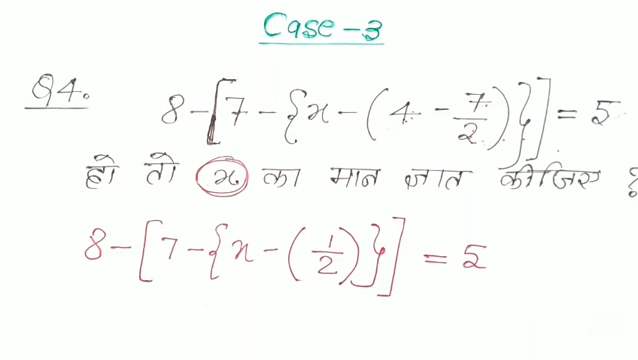 Case-3
Q4.
8-[7-{x-(4-7/2)}]=5
हो तो x का मान ज्ञात कीजिए ?
8-[7-{x-(1/2)}]=5